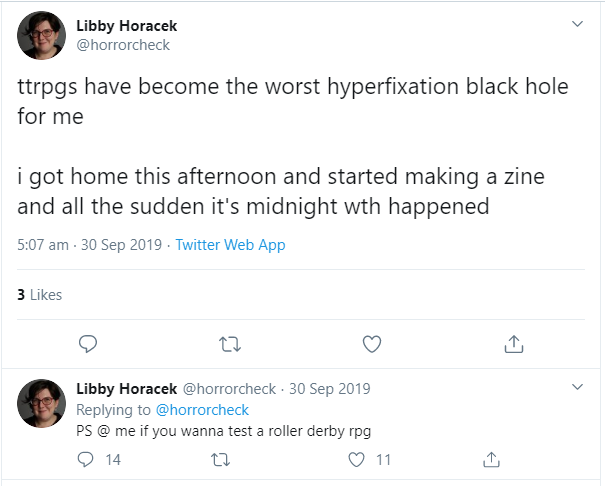 Libby Horacek
@horrorcheck
ttrpgs have become the worst hyperfixation black hole
for me
i got home this afternoon and started making a zine
and all the sudden it's midnight wth happened
5:07 am · 30 Sep 2019 · Twitter Web App
3 Likes
Libby Horacek @horrorcheck · 30 Sep 2019
Replying to @horrorcheck
PS @ me if you wanna test a roller derby rpg
14 11